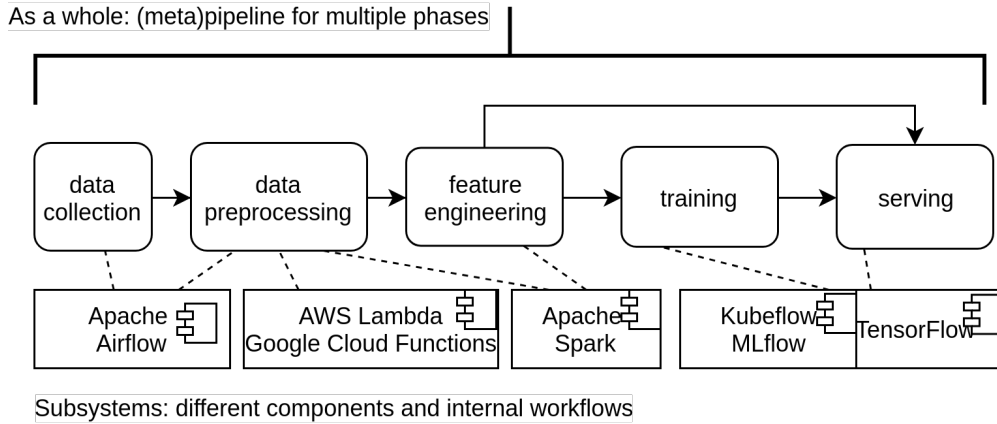 As a whole: (meta)pipeline for multiple phases
data
collection
data
preprocessing
feature
engineering
training
serving
Apache
Airflow
AWS Lambda
Google Cloud Functions
Apache
Spark
Kubeflow
MLflow
TensorFlow
Subsystems: different components and internal workflows